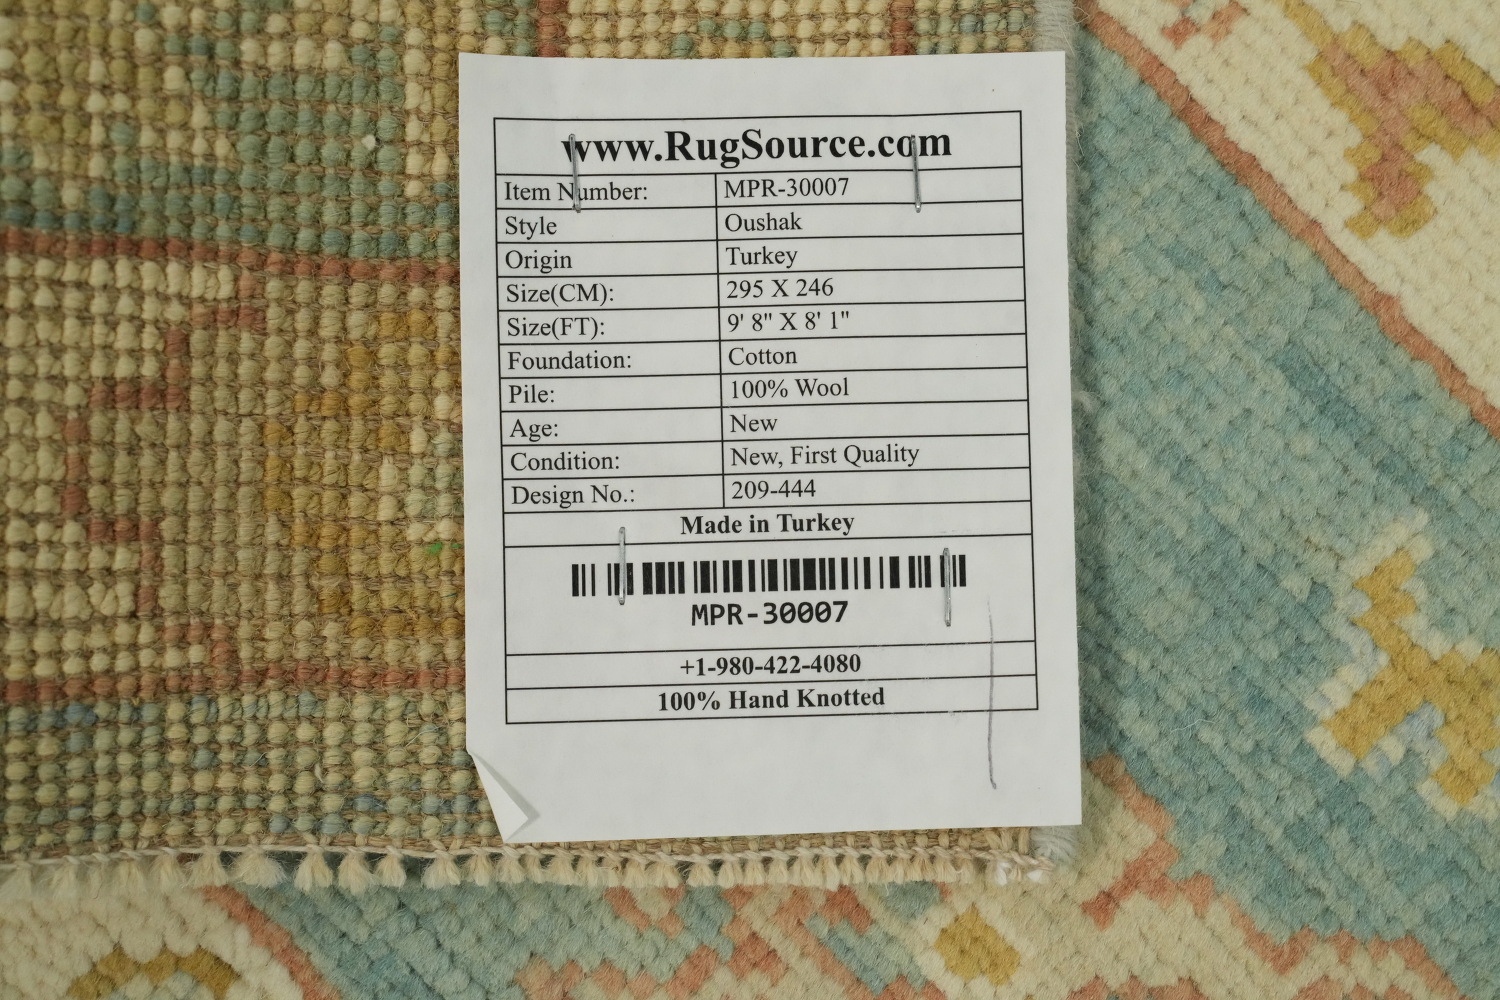 www.RugSource.com
Item Number: MPR-30007
Style Oushak
Origin Turkey
Size(CM): 295 X 246
Size(FT): 9' 8" X 8' 1"
Foundation: Cotton
Pile: 100% Wool
Age: New
Condition: New, First Quality
Design No.: 209-444
Made in Turkey
MPR-30007
+1-980-422-4080
100% Hand Knotted